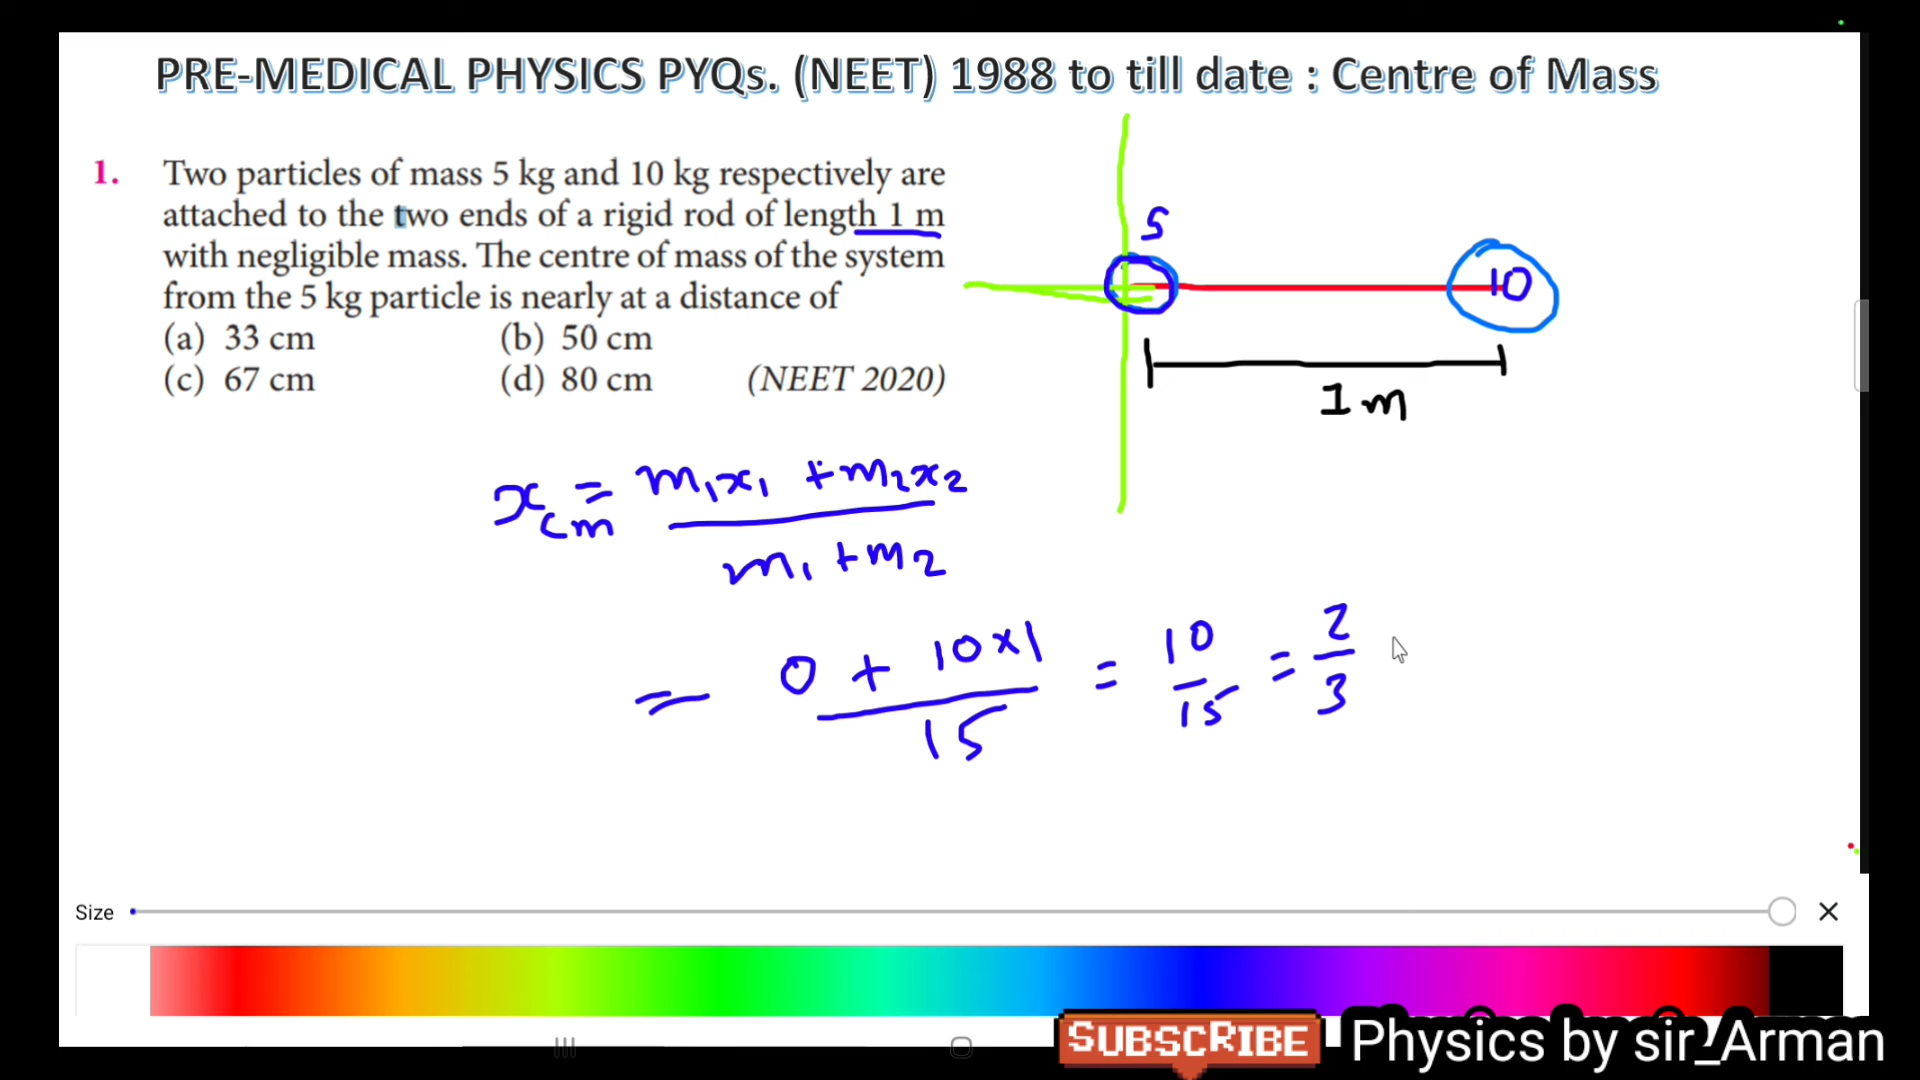 PRE-MEDICAL PHYSICS PYQs. (NEET) 1988 to till date : Centre of Mass
1. Two particles of mass 5 kg and 10 kg respectively are
attached to the two ends of a rigid rod of length 1 m
with negligible mass. The centre of mass of the system
from the 5 kg particle is nearly at a distance of
(a) 33 cm (b) 50 cm
(c) 67 cm (d) 80 cm (NEET 2020)
5
10
1 m
x_cm = (m₁x₁ + m₂x₂) / (m₁ + m₂)
= (0 + 10×1) / 15 = 10/15 = 2/3
Size
SUBSCRIBE Physics by sir_Arman